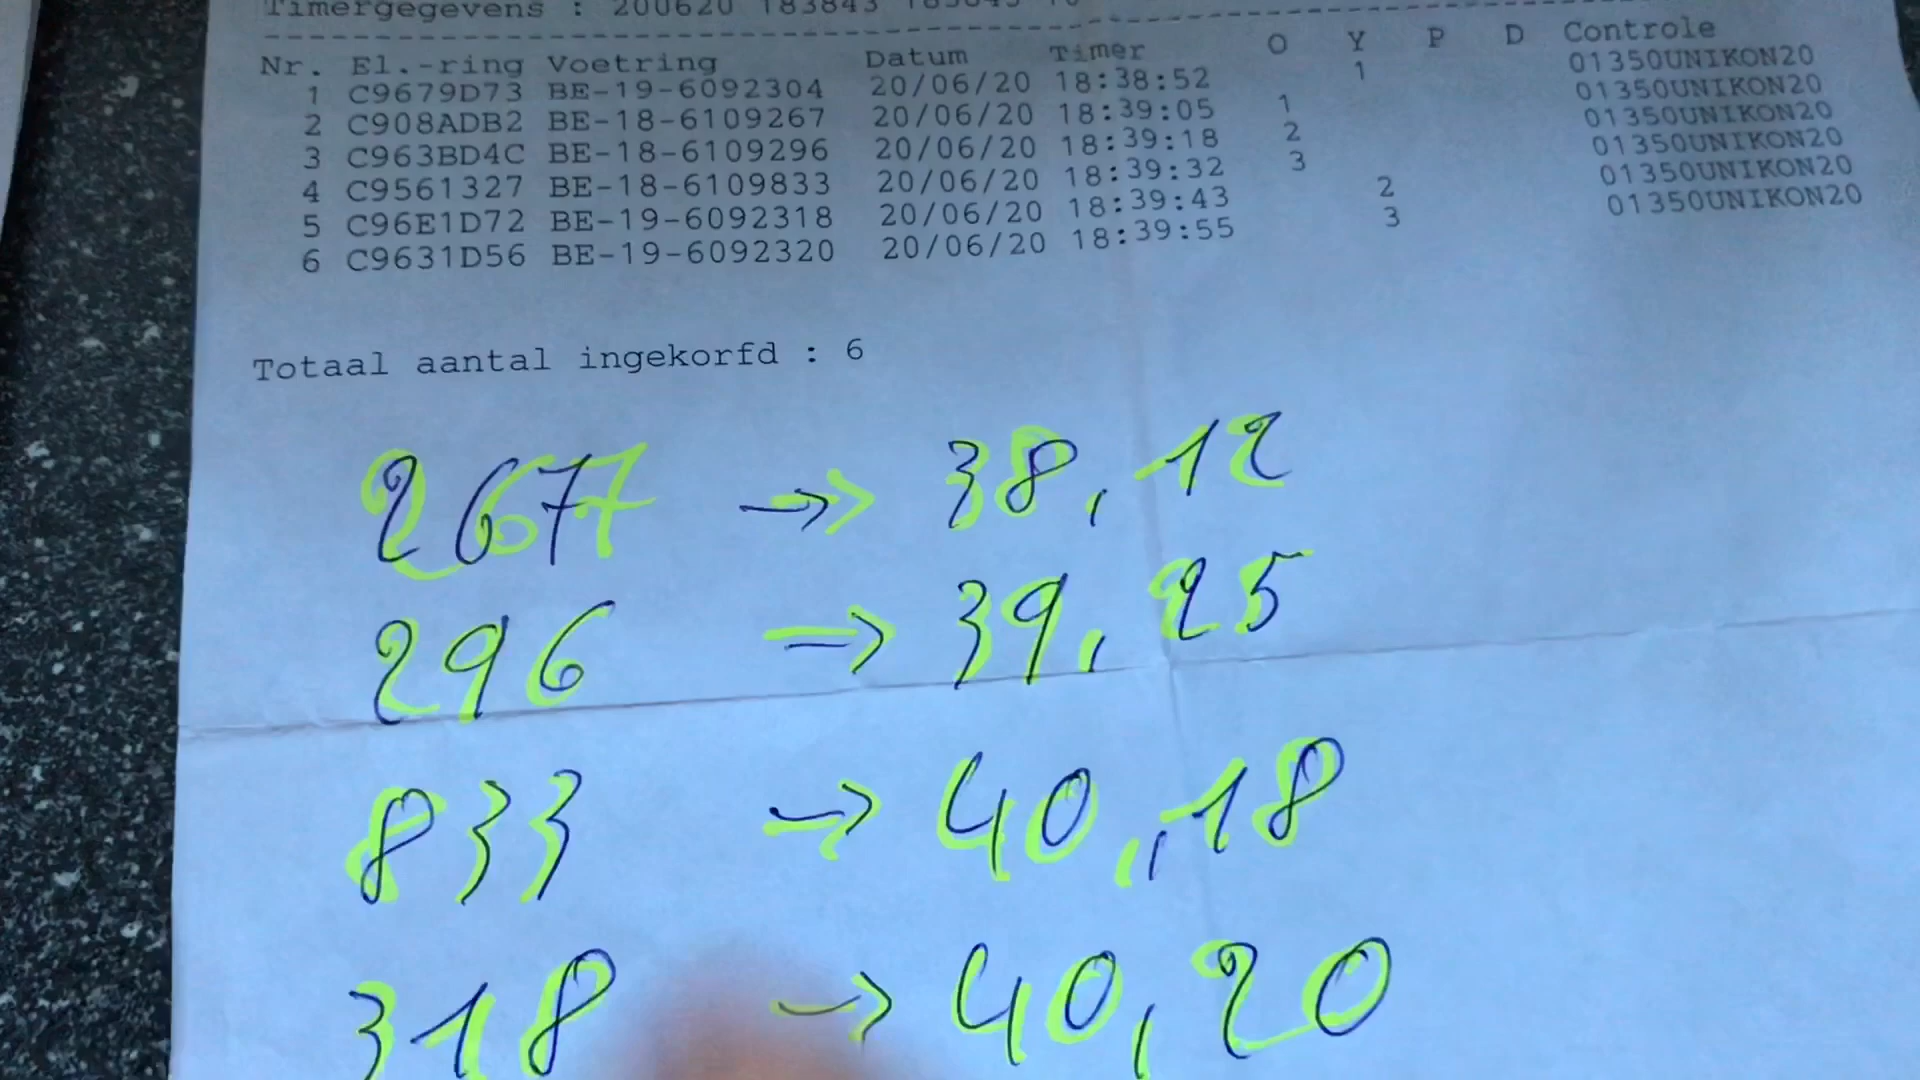 Timergegevens : 200620 183843
Nr. El.-ring Voetring Datum Timer O Y P D Controle
1 C9679D73 BE-19-6092304 20/06/20 18:38:52 1 01350UNIKON20
2 C908ADB2 BE-18-6109267 20/06/20 18:39:05 1 01350UNIKON20
3 C963BD4C BE-18-6109296 20/06/20 18:39:18 2 01350UNIKON20
4 C9561327 BE-18-6109833 20/06/20 18:39:32 3 01350UNIKON20
5 C96E1D72 BE-19-6092318 20/06/20 18:39:43 2 01350UNIKON20
6 C9631D56 BE-19-6092320 20/06/20 18:39:55 3 01350UNIKON20
Totaal aantal ingekorfd : 6
267 → 38,12
296 → 39,25
833 → 40,18
318 → 40,20